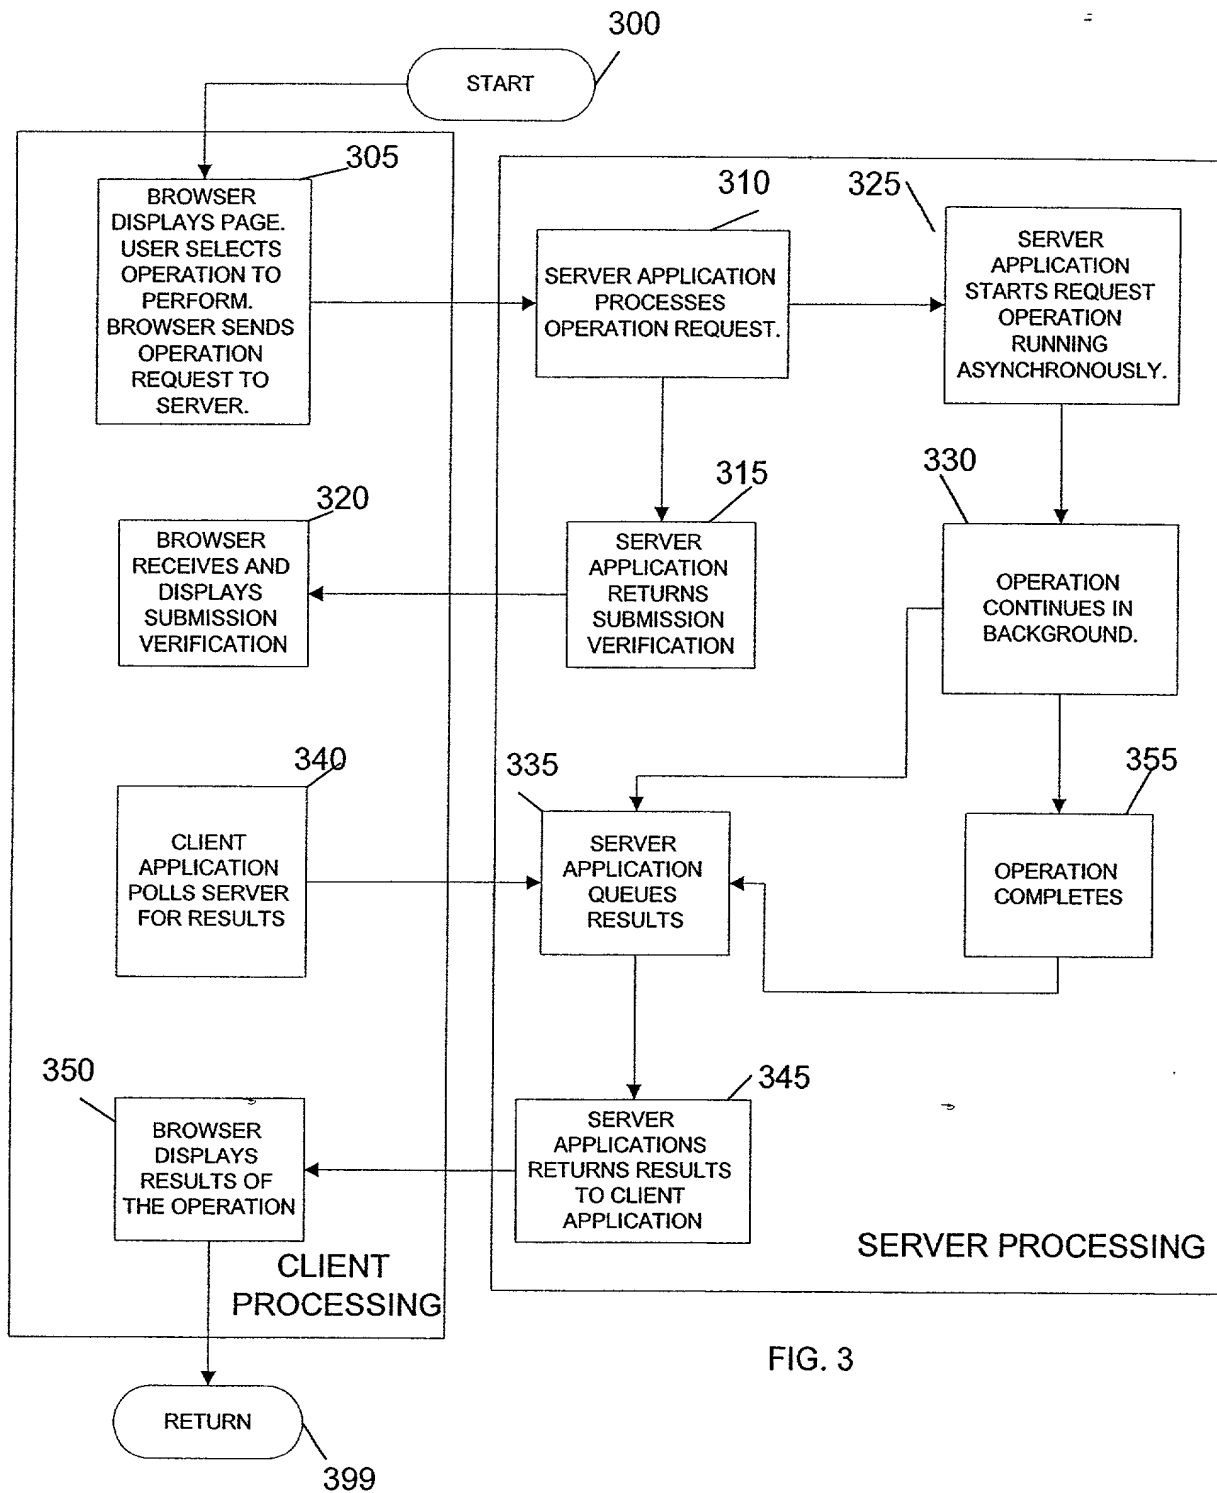 300
START
305
BROWSER
DISPLAYS PAGE.
USER SELECTS
OPERATION TO
PERFORM.
BROWSER SENDS
OPERATION
REQUEST TO
SERVER.
310
SERVER APPLICATION
PROCESSES
OPERATION REQUEST.
325
SERVER
APPLICATION
STARTS REQUEST
OPERATION
RUNNING
ASYNCHRONOUSLY.
320
BROWSER
RECEIVES AND
DISPLAYS
SUBMISSION
VERIFICATION
315
SERVER
APPLICATION
RETURNS
SUBMISSION
VERIFICATION
330
OPERATION
CONTINUES IN
BACKGROUND.
340
CLIENT
APPLICATION
POLLS SERVER
FOR RESULTS
335
SERVER
APPLICATION
QUEUES
RESULTS
355
OPERATION
COMPLETES
350
BROWSER
DISPLAYS
RESULTS OF
THE OPERATION
345
SERVER
APPLICATIONS
RETURNS RESULTS
TO CLIENT
APPLICATION
CLIENT
PROCESSING
SERVER PROCESSING
FIG. 3
RETURN
399